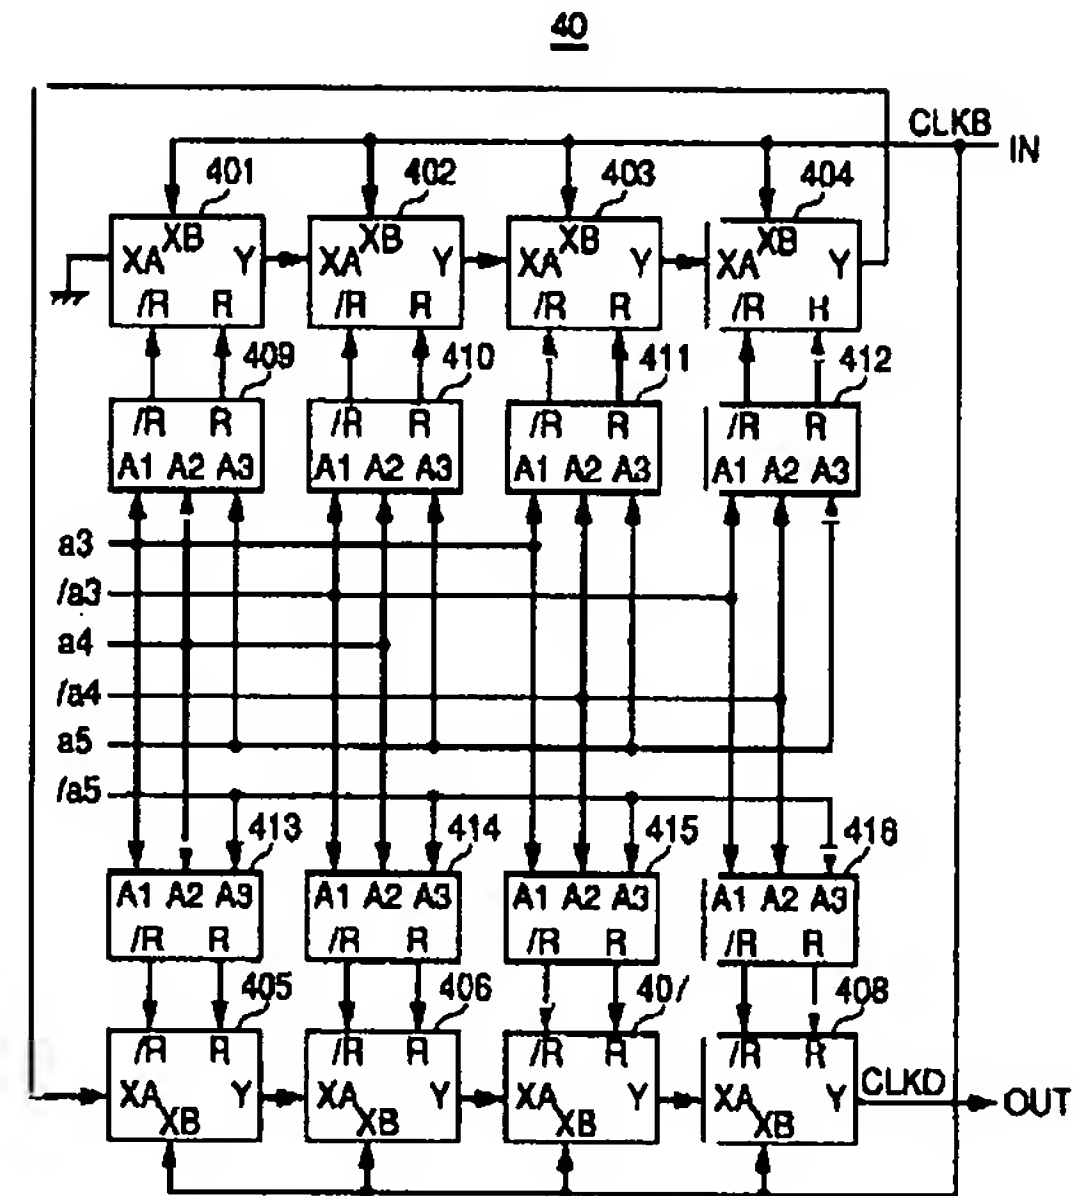 40
CLKB
IN
401 402 403 404
XB XB XB XB
XA Y XA Y XA Y XA Y
/R R /R R /R R /R H
409 410 411 412
/R R /R R /R R /R R
A1 A2 A3 A1 A2 A3 A1 A2 A3 A1 A2 A3
a3
/a3
a4
/a4
a5
/a5
413 414 415 416
A1 A2 A3 A1 A2 A3 A1 A2 A3 A1 A2 A3
/R R /R R /R R /R R
405 406 407 408
/R R /R R /R R /R R
XA Y XA Y XA Y XA Y
XB XB XB XB
CLKD
OUT